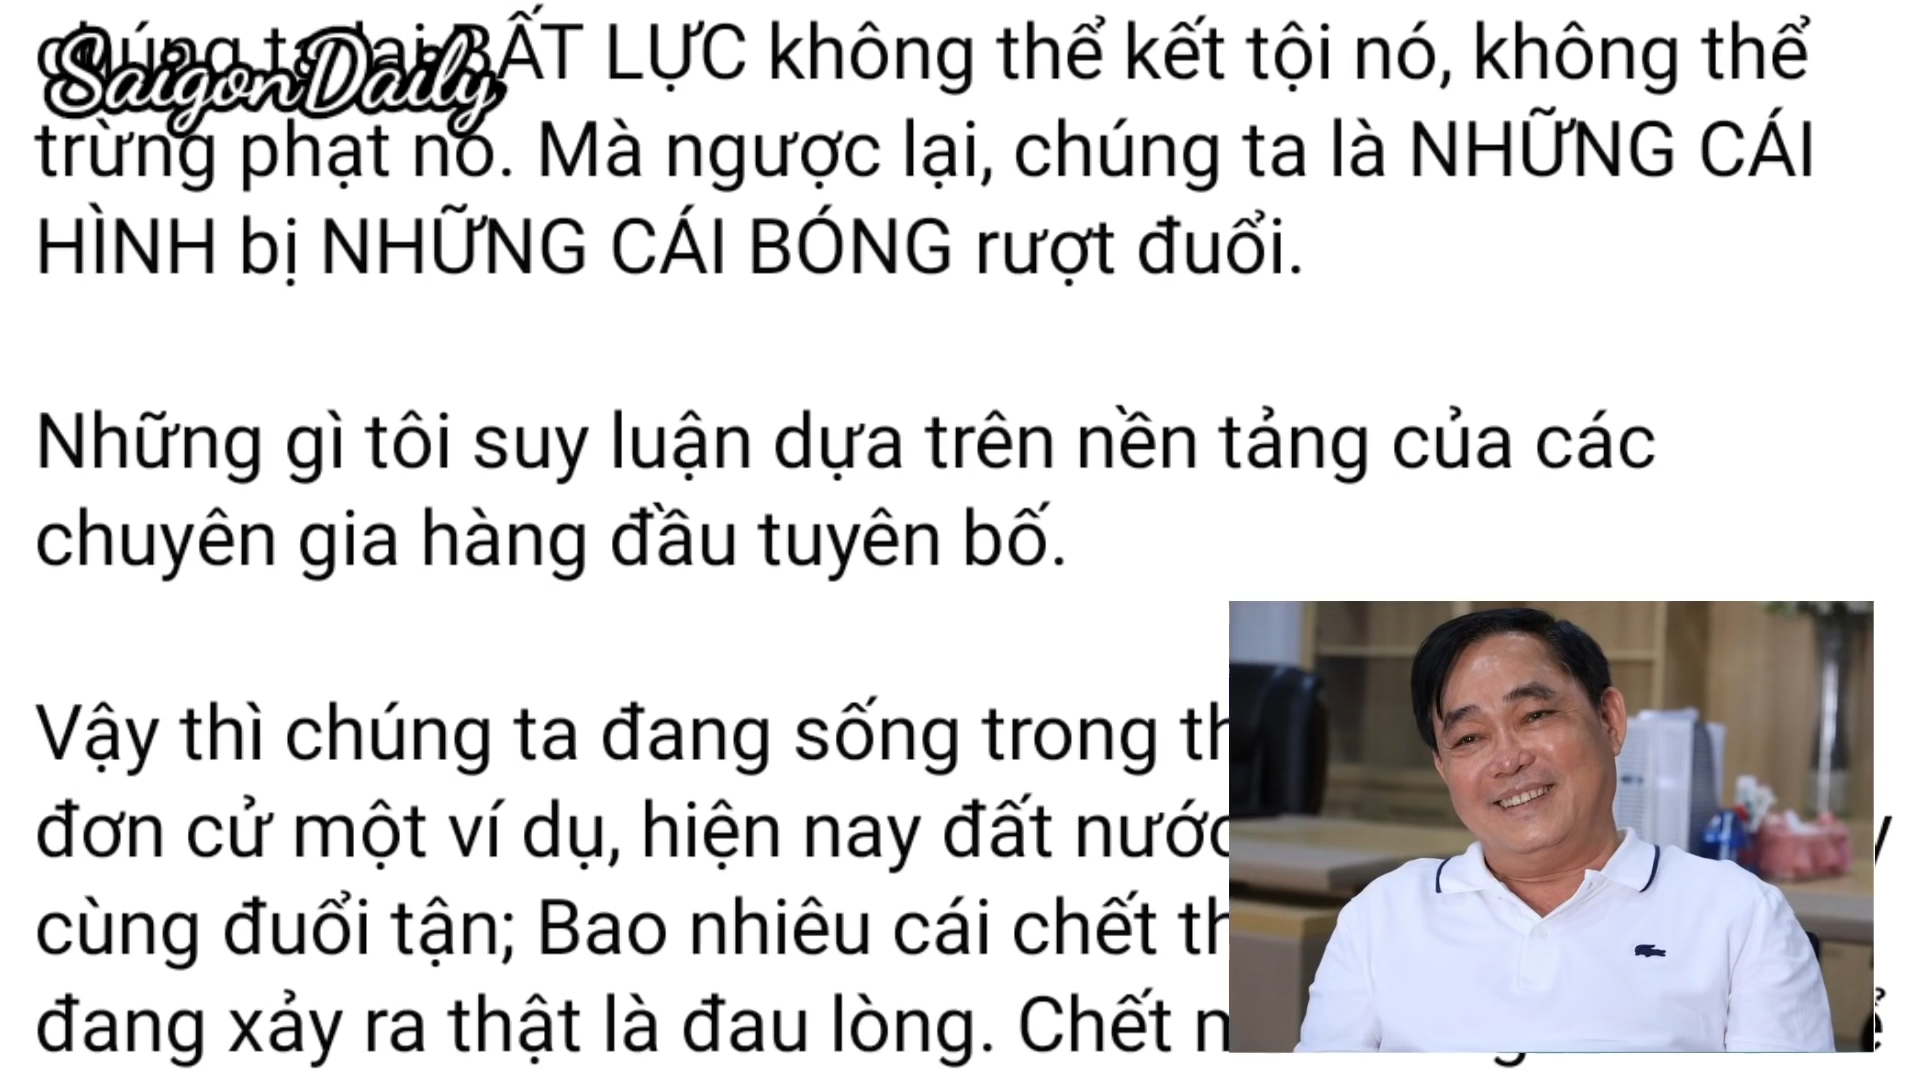 SaigonDaily
BẤT LỰC không thể kết tội nó, không thể
trừng phạt nó. Mà ngược lại, chúng ta là NHỮNG CÁI
HÌNH bị NHỮNG CÁI BÓNG rượt đuổi.
Những gì tôi suy luận dựa trên nền tảng của các
chuyên gia hàng đầu tuyên bố.
Vậy thì chúng ta đang sống trong
đơn cử một ví dụ, hiện nay đất nước
cùng đuổi tận; Bao nhiêu cái chết
đang xảy ra thật là đau lòng. Chết